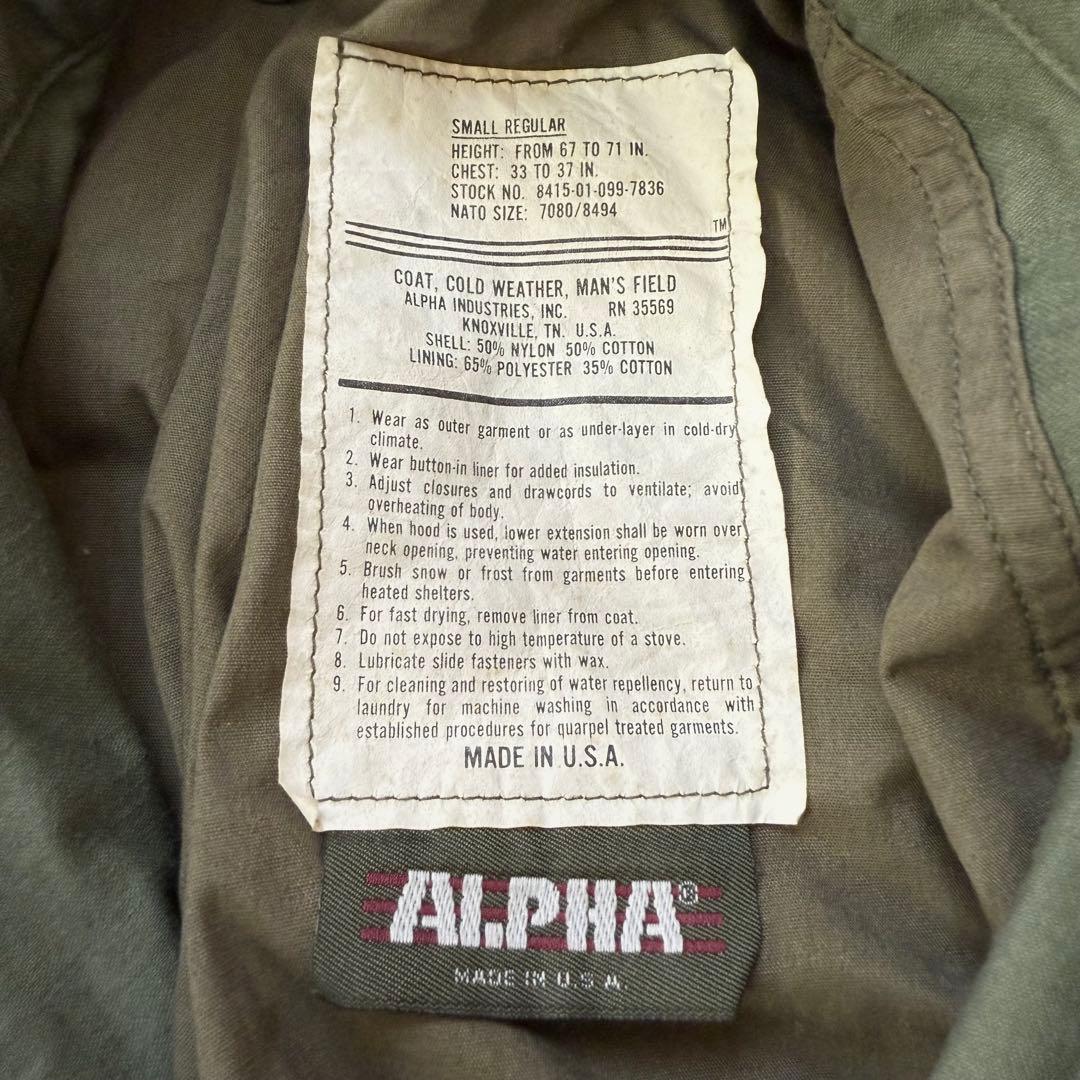 SMALL REGULAR
HEIGHT: FROM 67 TO 71 IN.
CHEST: 33 TO 37 IN.
STOCK NO. 8415-01-099-7836
NATO SIZE: 7080/8494
TM
COAT, COLD WEATHER, MAN'S FIELD
ALPHA INDUSTRIES, INC. RN 35569
KNOXVILLE, TN. U.S.A.
SHELL: 50% NYLON 50% COTTON
LINING: 65% POLYESTER 35% COTTON
1. Wear as outer garment or as under-layer in cold-dry
climate.
2. Wear button-in liner for added insulation.
3. Adjust closures and drawcords to ventilate; avoid
overheating of body.
4. When hood is used, lower extension shall be worn over
neck opening, preventing water entering opening.
5. Brush snow or frost from garments before entering
heated shelters.
6. For fast drying, remove liner from coat.
7. Do not expose to high temperature of a stove.
8. Lubricate slide fasteners with wax.
9. For cleaning and restoring of water repellency, return to
laundry for machine washing in accordance with
established procedures for quarpel treated garments.
MADE IN U.S.A.
ALPHA®
MADE IN U.S.A.